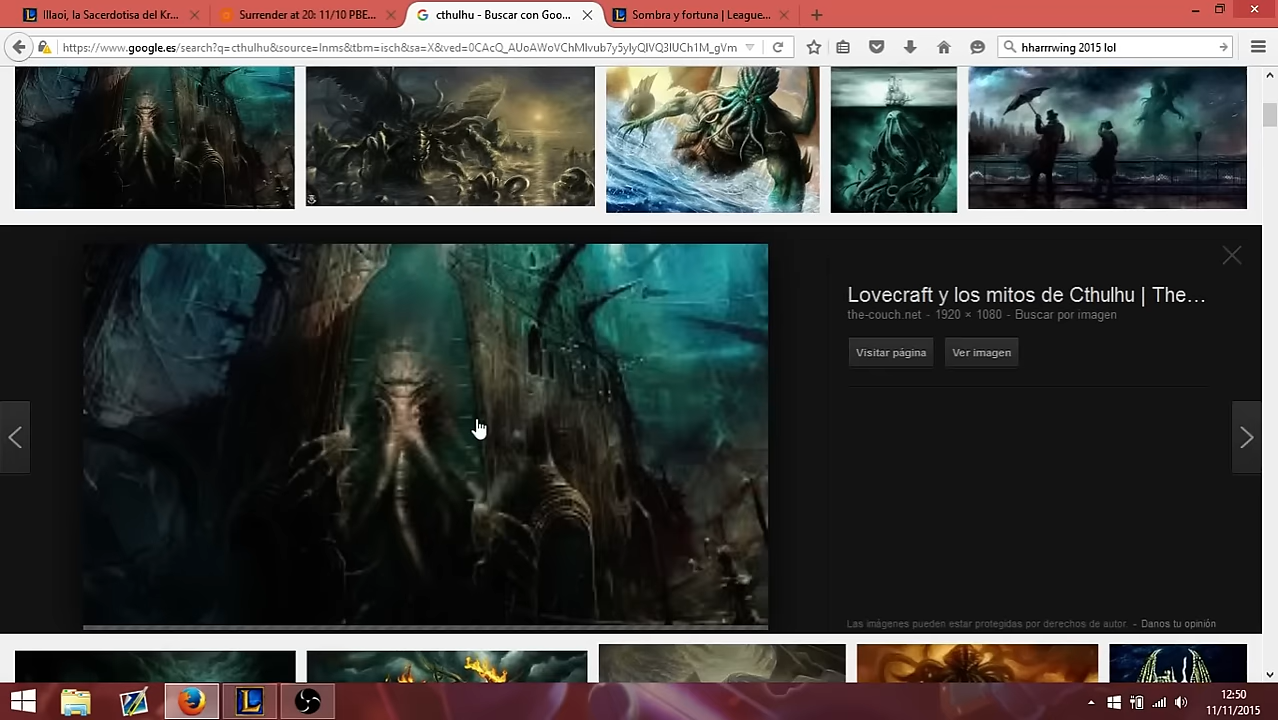 Illaoi, la Sacerdotisa del Kr...
Surrender at 20: 11/10 PBE...
cthulhu - Buscar con Goo...
Sombra y fortuna | League...
https://www.google.es/search?q=cthulhu&source=lnms&tbm=isch&sa=X&ved=0CAcQ_AUoAWoVChMIvub7y5yIyQIVQ3IUCh1M_gVm
hharrrwing 2015 lol
Lovecraft y los mitos de Cthulhu | The...
the-couch.net - 1920 × 1080 - Buscar por imagen
Visitar página
Ver imagen
Las imágenes pueden estar protegidas por derechos de autor. - Danos tu opinión
12:50
11/11/2015